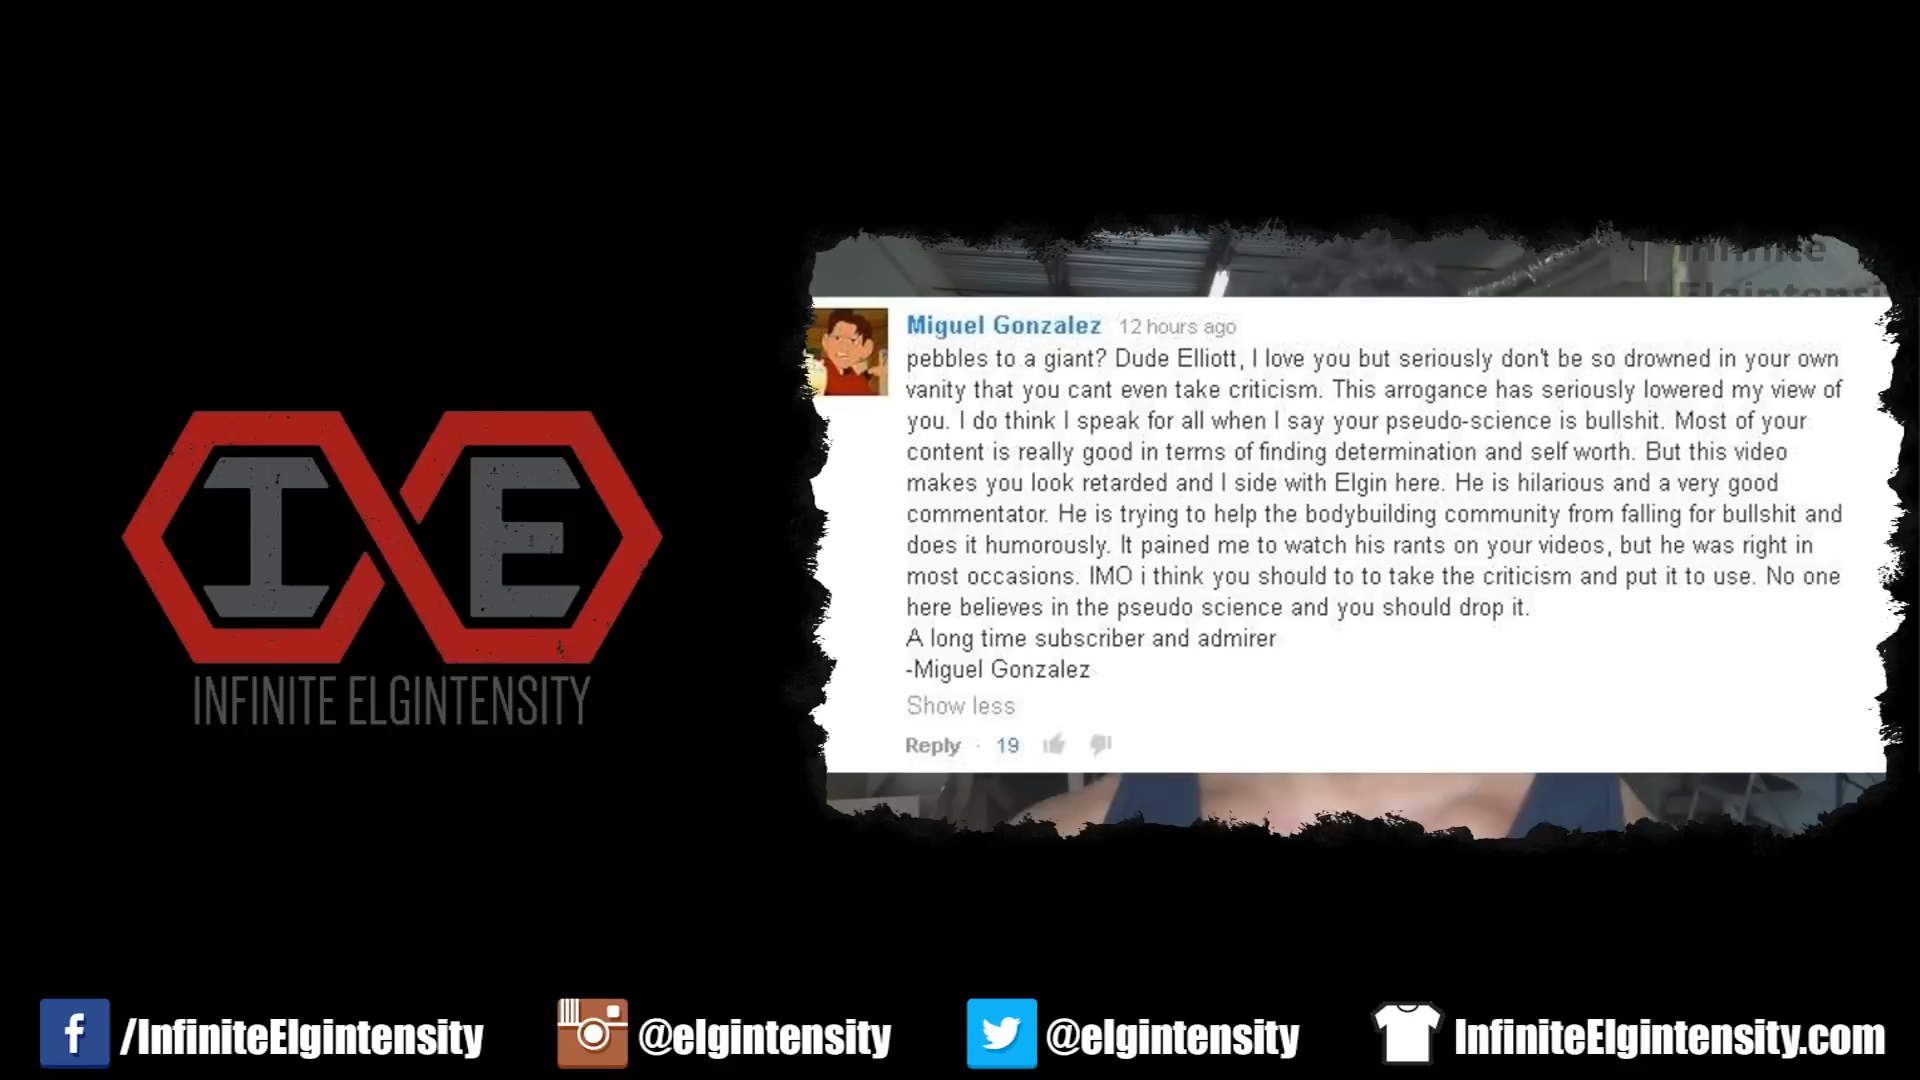 Infinite
Elgintensi
Miguel Gonzalez 12 hours ago
pebbles to a giant? Dude Elliott, I love you but seriously don't be so drowned in your own
vanity that you cant even take criticism. This arrogance has seriously lowered my view of
you. I do think I speak for all when I say your pseudo-science is bullshit. Most of your
content is really good in terms of finding determination and self worth. But this video
makes you look retarded and I side with Elgin here. He is hilarious and a very good
commentator. He is trying to help the bodybuilding community from falling for bullshit and
does it humorously. It pained me to watch his rants on your videos, but he was right in
most occasions. IMO i think you should to to take the criticism and put it to use. No one
here believes in the pseudo science and you should drop it.
A long time subscriber and admirer
-Miguel Gonzalez
Show less
Reply · 19
IE
INFINITE ELGINTENSITY
f /InfiniteElgintensity @elgintensity @elgintensity InfiniteElgintensity.com